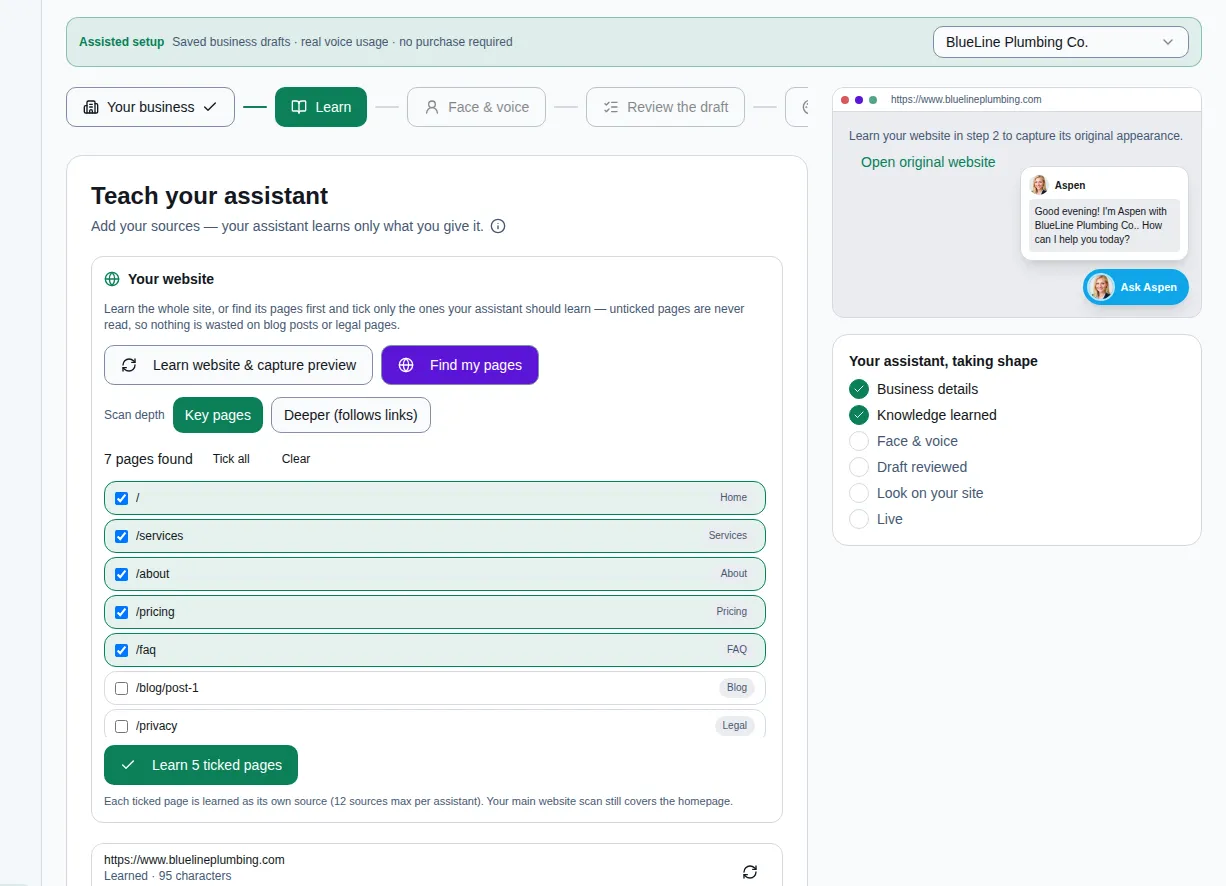 Assisted setup Saved business drafts · real voice usage · no purchase required
BlueLine Plumbing Co.
Your business
Learn
Face & voice
Review the draft
Teach your assistant
Add your sources — your assistant learns only what you give it.
Your website
Learn the whole site, or find its pages first and tick only the ones your assistant should learn — unticked pages are never
read, so nothing is wasted on blog posts or legal pages.
Learn website & capture preview
Find my pages
Scan depth
Key pages
Deeper (follows links)
7 pages found
Tick all
Clear
/
Home
/services
Services
/about
About
/pricing
Pricing
/faq
FAQ
/blog/post-1
Blog
/privacy
Legal
Learn 5 ticked pages
Each ticked page is learned as its own source (12 sources max per assistant). Your main website scan still covers the homepage.
https://www.bluelineplumbing.com
Learned · 95 characters
https://www.bluelineplumbing.com
Learn your website in step 2 to capture its original appearance.
Open original website
Aspen
Good evening! I'm Aspen with
BlueLine Plumbing Co.. How
can I help you today?
Ask Aspen
Your assistant, taking shape
Business details
Knowledge learned
Face & voice
Draft reviewed
Look on your site
Live